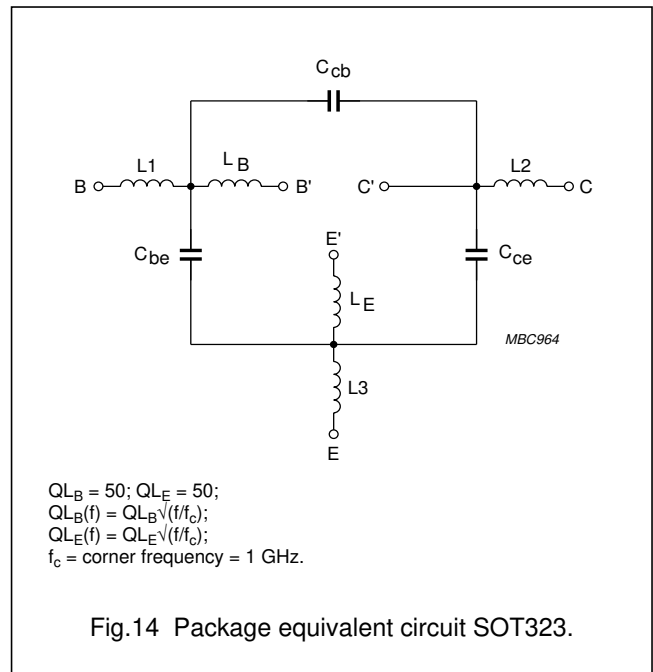 C_cb
L1
L_B
L2
B
B'
C'
C
C_be
E'
C_ce
L_E
MBC964
L3
E
QL_B = 50; QL_E = 50;
QL_B(f) = QL_B√(f/f_c);
QL_E(f) = QL_E√(f/f_c);
f_c = corner frequency = 1 GHz.
Fig.14 Package equivalent circuit SOT323.